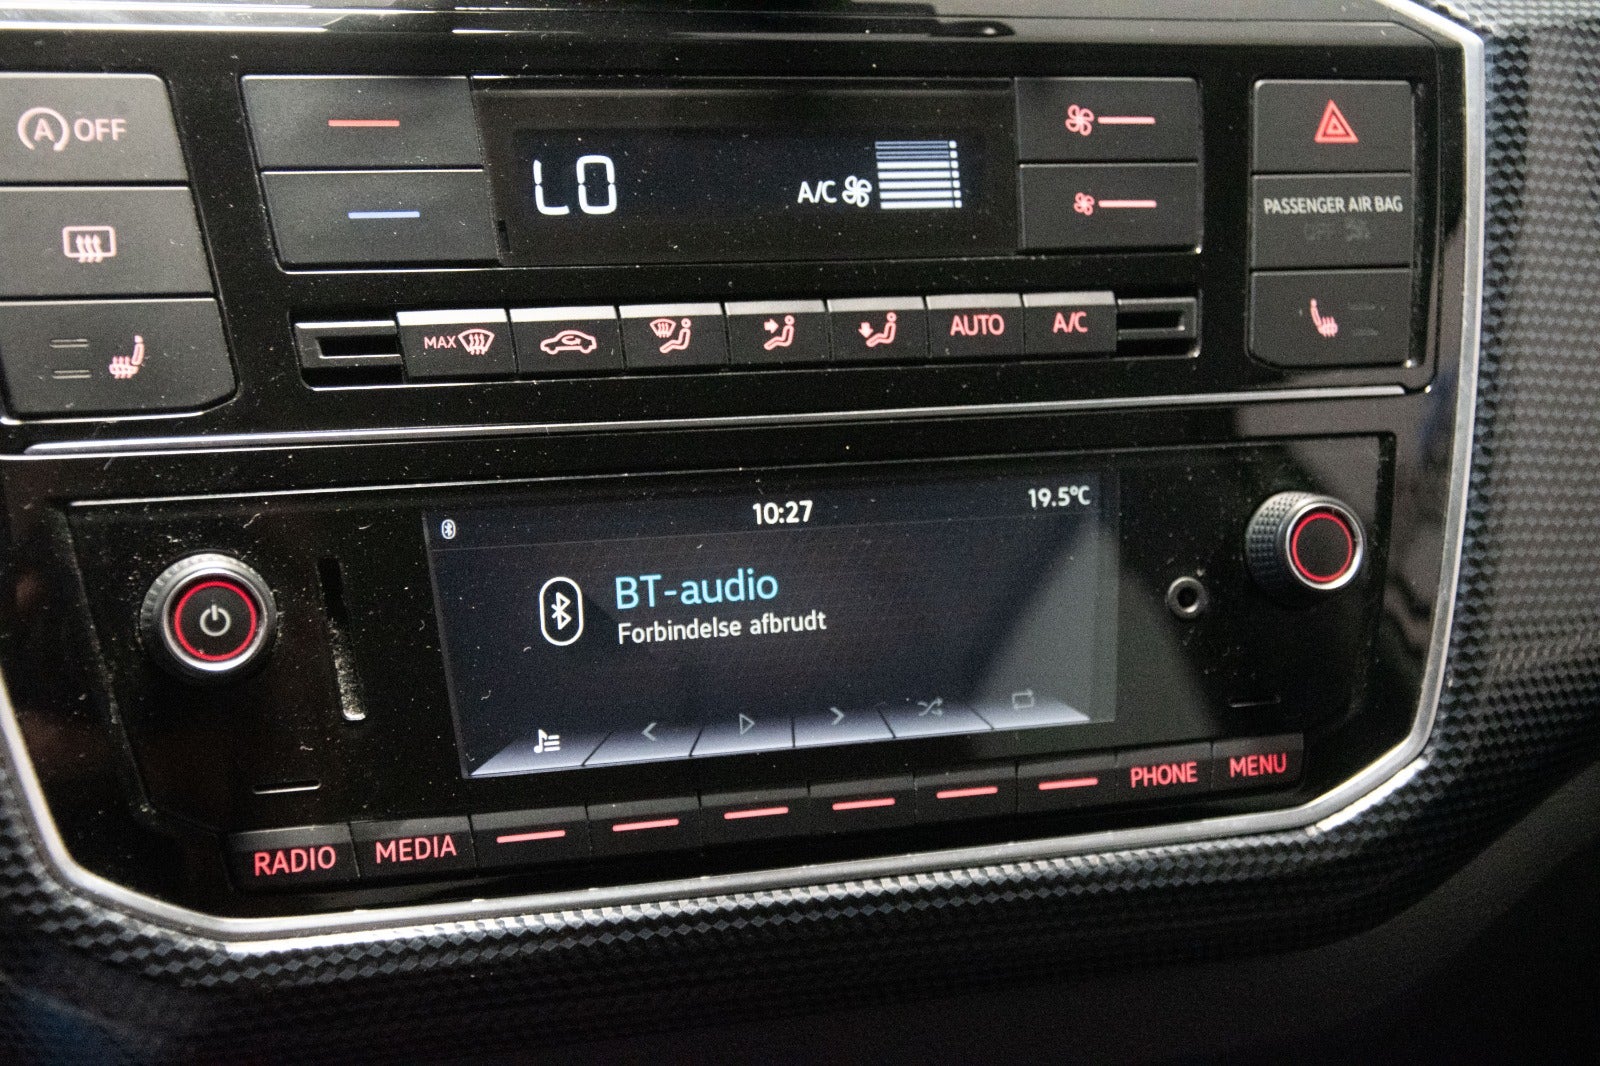 OFF
LO
A/C
PASSENGER AIR BAG
OFF
MAX
AUTO
A/C
10:27
19.5°C
BT-audio
Forbindelse afbrudt
RADIO
MEDIA
PHONE
MENU